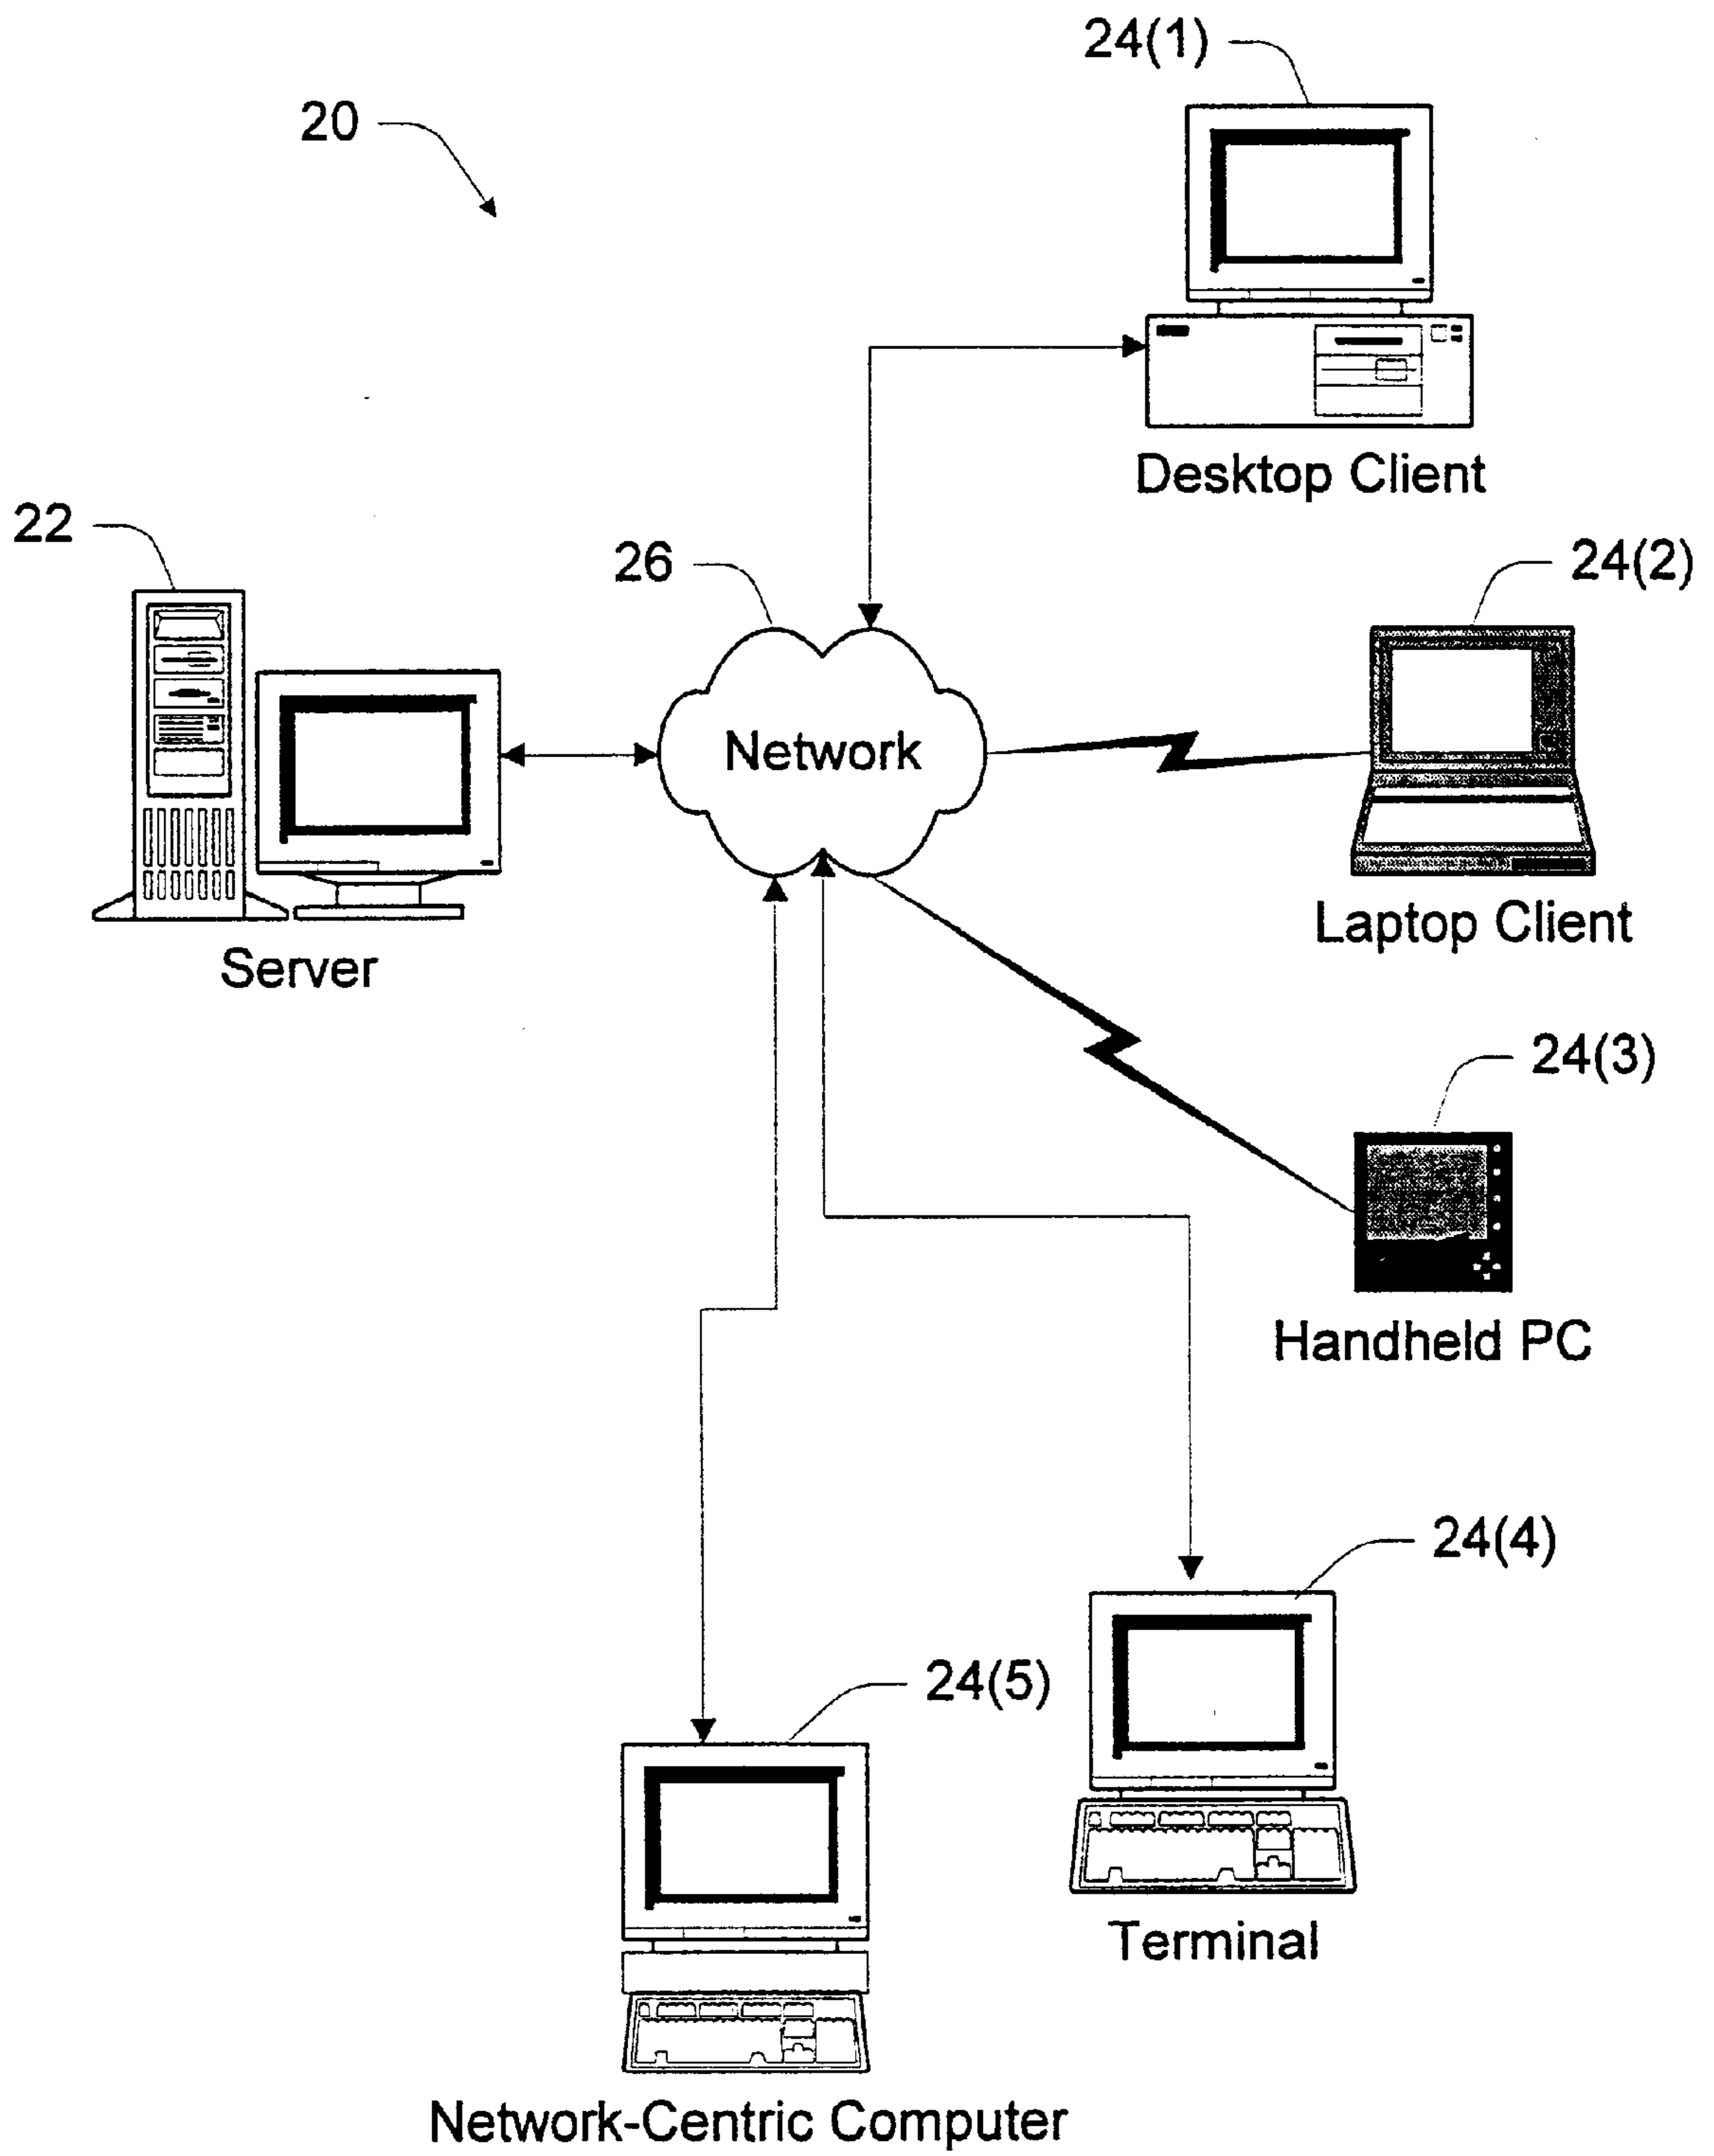 24(1)
20
Desktop Client
22
26
24(2)
Network
Laptop Client
Server
24(3)
Handheld PC
24(4)
24(5)
Terminal
Network-Centric Computer